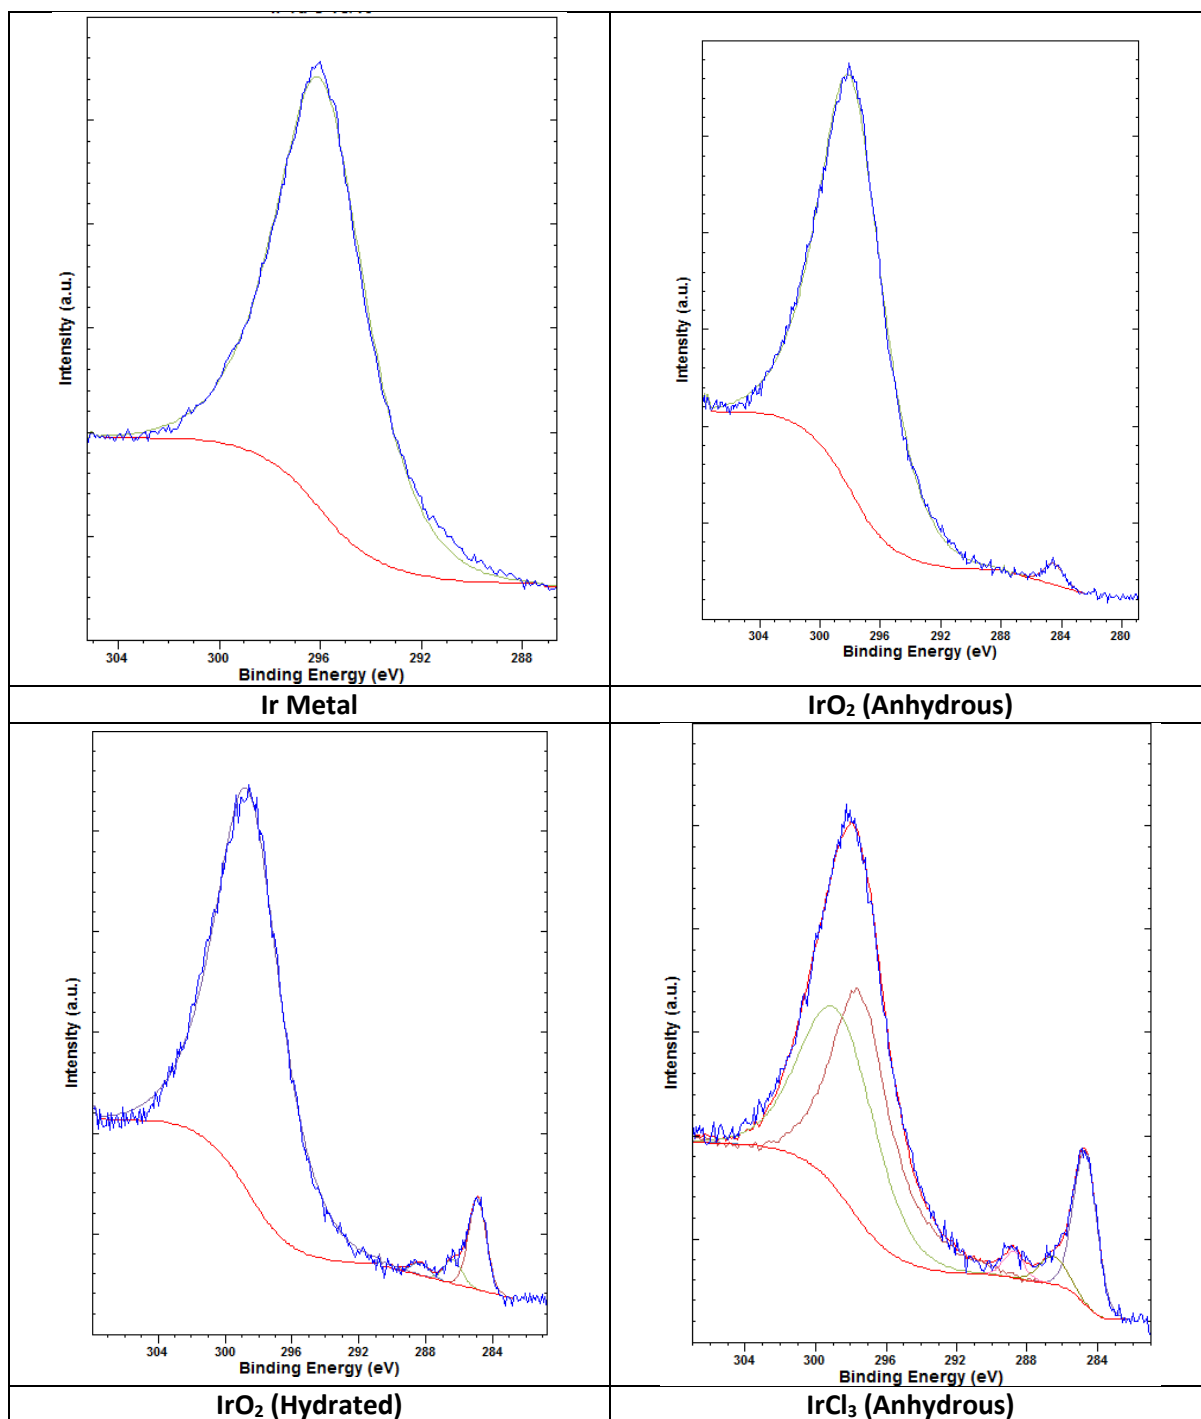 Intensity (a.u.)
304 300 296 292 288
Binding Energy (eV)
Ir Metal
Intensity (a.u.)
304 300 296 292 288 284 280
Binding Energy (eV)
IrO₂ (Anhydrous)
Intensity (a.u.)
304 300 296 292 288 284
Binding Energy (eV)
IrO₂ (Hydrated)
Intensity (a.u.)
304 300 296 292 288 284
Binding Energy (eV)
IrCl₃ (Anhydrous)